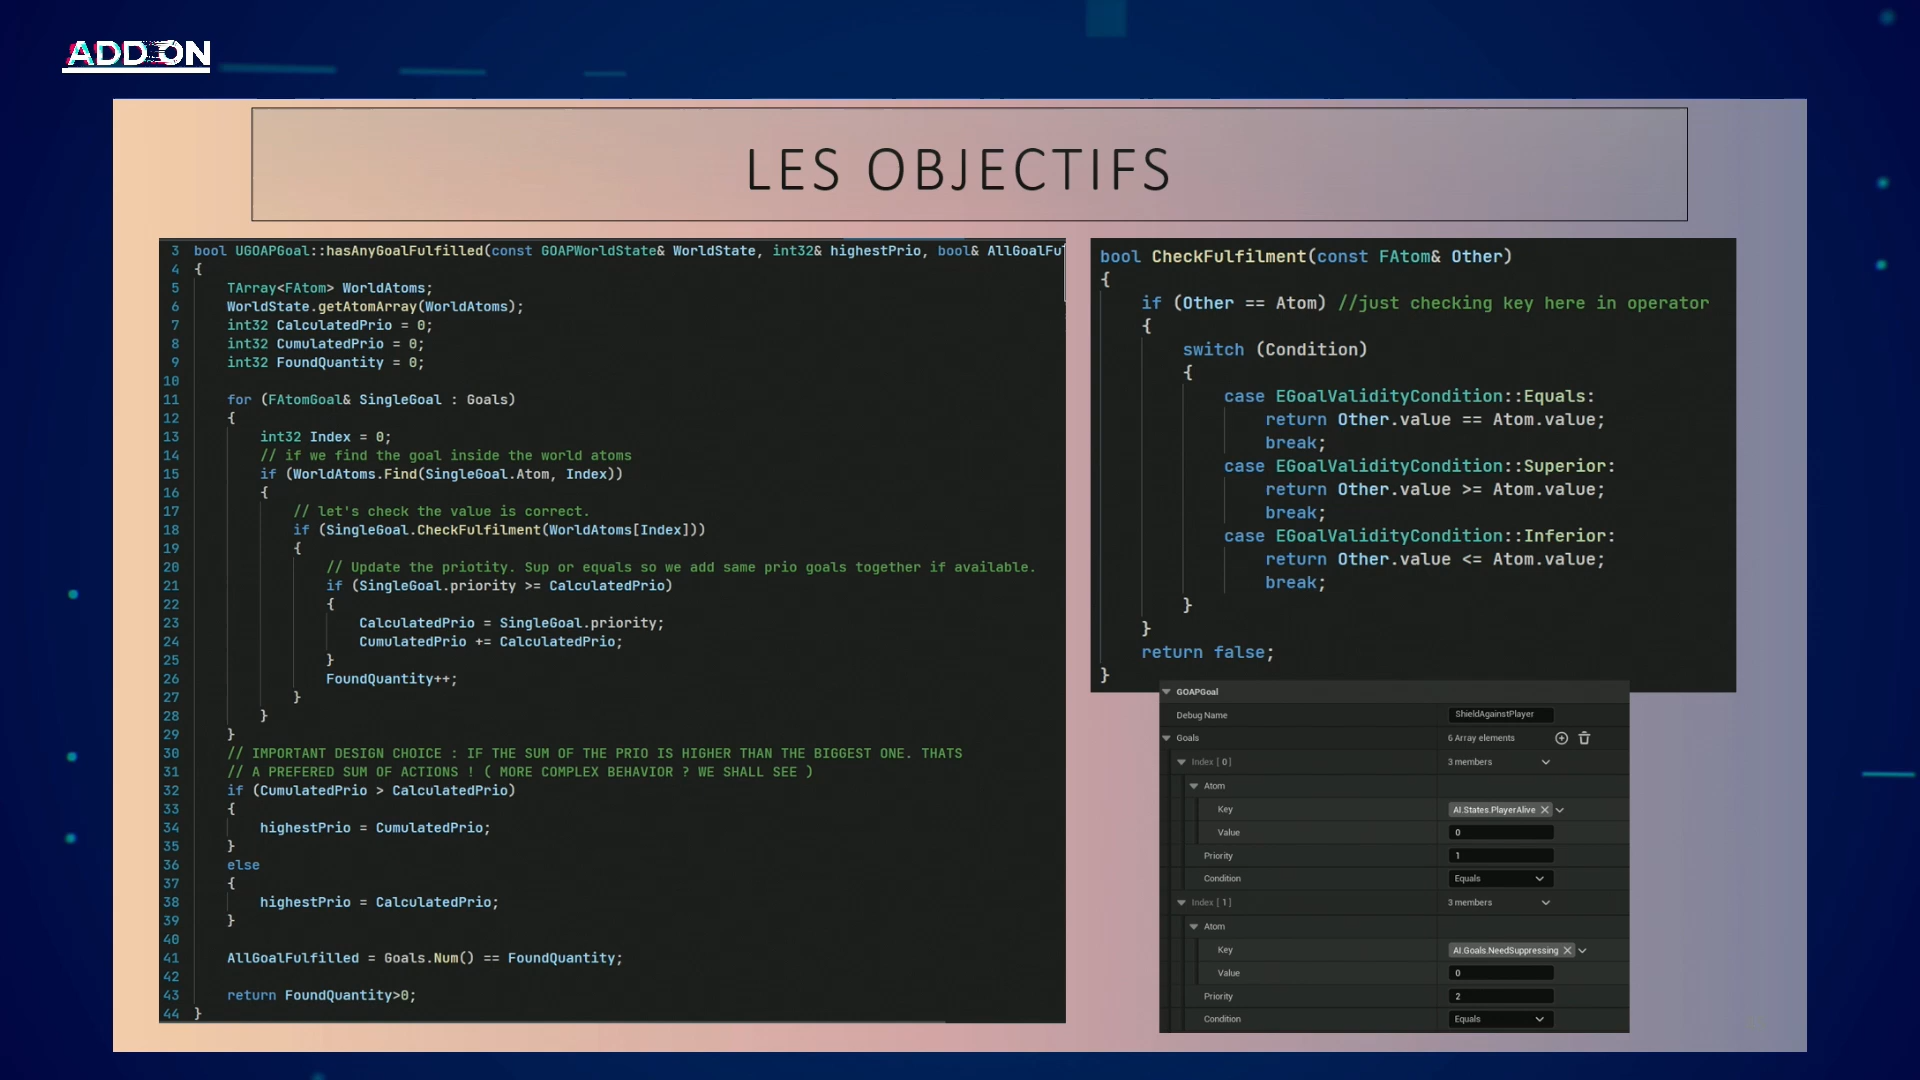 ADD-ON
LES OBJECTIFS
3 bool UGOAPGoal::hasAnyGoalFulfilled(const GOAPWorldState& WorldState, int32& highestPrio, bool& AllGoalFu
4 {
5 TArray<FAtom> WorldAtoms;
6 WorldState.getAtomArray(WorldAtoms);
7 int32 CalculatedPrio = 0;
8 int32 CumulatedPrio = 0;
9 int32 FoundQuantity = 0;
10
11 for (FAtomGoal& SingleGoal : Goals)
12 {
13 int32 Index = 0;
14 // if we find the goal inside the world atoms
15 if (WorldAtoms.Find(SingleGoal.Atom, Index))
16 {
17 // let's check the value is correct.
18 if (SingleGoal.CheckFulfilment(WorldAtoms[Index]))
19 {
20 // Update the priotity. Sup or equals so we add same prio goals together if available.
21 if (SingleGoal.priority >= CalculatedPrio)
22 {
23 CalculatedPrio = SingleGoal.priority;
24 CumulatedPrio += CalculatedPrio;
25 }
26 FoundQuantity++;
27 }
28 }
29 }
30 // IMPORTANT DESIGN CHOICE : IF THE SUM OF THE PRIO IS HIGHER THAN THE BIGGEST ONE. THATS
31 // A PREFERED SUM OF ACTIONS ! ( MORE COMPLEX BEHAVIOR ? WE SHALL SEE )
32 if (CumulatedPrio > CalculatedPrio)
33 {
34 highestPrio = CumulatedPrio;
35 }
36 else
37 {
38 highestPrio = CalculatedPrio;
39 }
40
41 AllGoalFulfilled = Goals.Num() == FoundQuantity;
42
43 return FoundQuantity>0;
44 }
bool CheckFulfilment(const FAtom& Other)
{
if (Other == Atom) //just checking key here in operator
{
switch (Condition)
{
case EGoalValidityCondition::Equals:
return Other.value == Atom.value;
break;
case EGoalValidityCondition::Superior:
return Other.value >= Atom.value;
break;
case EGoalValidityCondition::Inferior:
return Other.value <= Atom.value;
break;
}
}
return false;
}
GOAPGoal
Debug Name ShieldAgainstPlayer
Goals 6 Array elements
Index [ 0 ] 3 members
Atom
Key AI.States.PlayerAlive
Value 0
Priority 1
Condition Equals
Index [ 1 ] 3 members
Atom
Key AI.Goals.NeedSuppressing
Value 0
Priority 2
Condition Equals